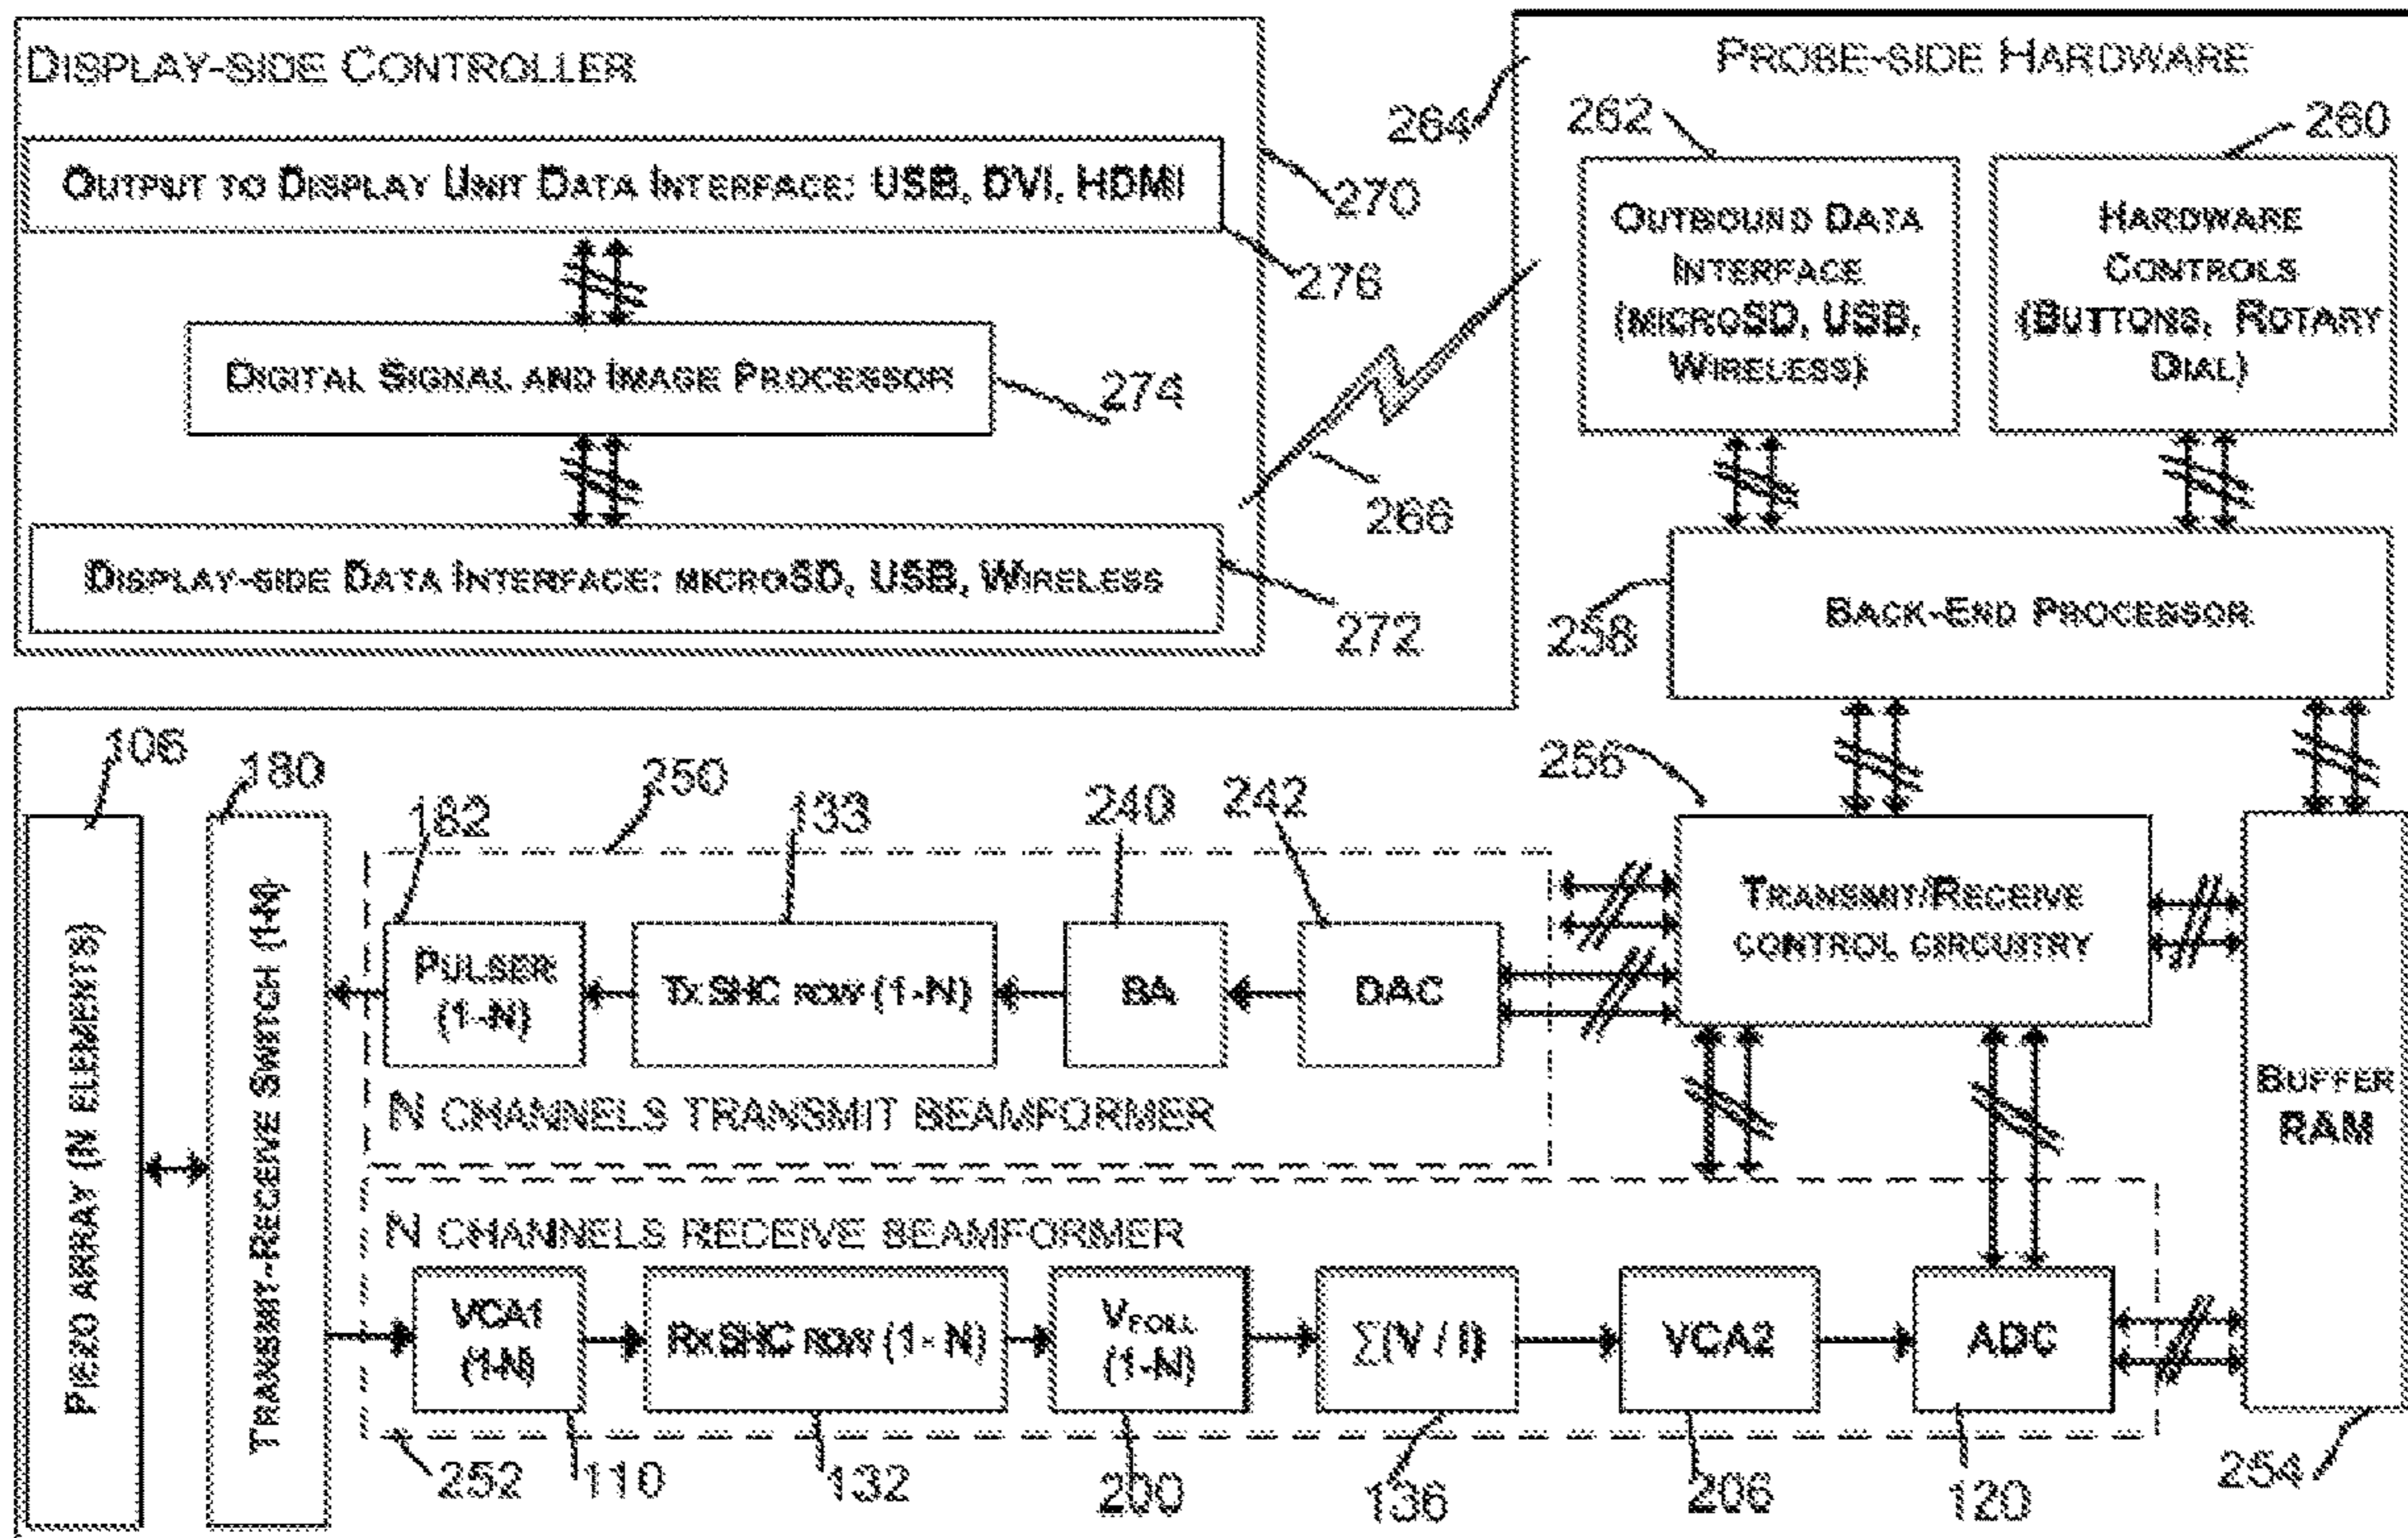 DISPLAY-SIDE CONTROLLER
OUTPUT TO DISPLAY UNIT DATA INTERFACE: USB, DVI, HDMI
270
276
DIGITAL SIGNAL AND IMAGE PROCESSOR
274
266
DISPLAY-SIDE DATA INTERFACE: MICROSD, USB, WIRELESS
272
PROBE-SIDE HARDWARE
264
262
260
OUTBOUND DATA
INTERFACE
(MICROSD, USB,
WIRELESS)
HARDWARE
CONTROLS
(BUTTONS, ROTARY
DIAL)
258
BACK-END PROCESSOR
106
180
250
182
133
240
242
256
PIEZO ARRAY (N ELEMENTS)
TRANSMIT-RECEIVE SWITCH (1-N)
PULSER
(1-N)
TX SHC ROW (1-N)
BA
DAC
TRANSMIT/RECEIVE
CONTROL CIRCUITRY
N CHANNELS TRANSMIT BEAMFORMER
BUFFER
RAM
N CHANNELS RECEIVE BEAMFORMER
VCA1
(1-N)
RX SHC ROW (1-N)
VFOLL
(1-N)
∑(V / I)
VCA2
ADC
252
110
132
200
136
206
120
254